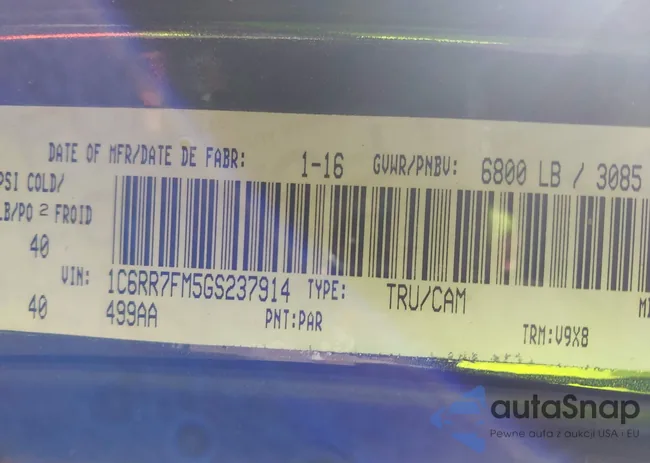 DATE OF MFR/DATE DE FABR: 1-16 GVWR/PNBV: 6800 LB / 3085
PSI COLD/
LB/PO 2 FROID
40
VIN: 1C6RR7FM5GS237914 TYPE: TRU/CAM
40 499AA PNT:PAR TRM:V9X8
autaSnap
Pewne auta z aukcji USA i EU